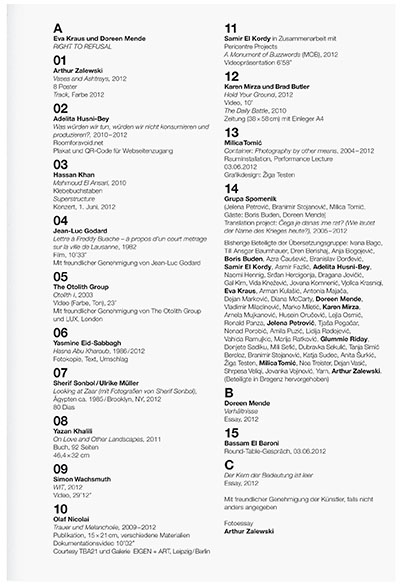 A
Eva Kraus und Doreen Mende
RIGHT TO REFUSAL
01
Arthur Zalewski
Vases and Ashtrays, 2012
8 Poster
Track, Farbe 2012
02
Adelita Husni-Bey
Was würden wir tun, würden wir nicht konsumieren und
produzieren?, 2010–2012
Roomforavoid.net
Plakat und QR-Code für Webseitenzugang
03
Hassan Khan
Mahmoud El Ansari, 2010
Klebebuchstaben
Superstructure
Konzert, 1. Juni, 2012
04
Jean-Luc Godard
Lettre à Freddy Buache – à propos d'un court métrage
sur la ville de Lausanne, 1982
Film, 10'33"
Mit freundlicher Genehmigung von Jean-Luc Godard
05
The Otolith Group
Otolith I, 2003
Video (Farbe, Ton), 23'
Mit freundlicher Genehmigung von The Otolith Group
und LUX, London
06
Yasmine Eid-Sabbagh
Hasna Abu Kharoub, 1986/2012
Fotokopie, Text, Umschlag
07
Sherif Sonbol/Ulrike Müller
Looking at Zaar (mit Fotografien von Sherif Sonbol),
Ägypten ca. 1985/Brooklyn, NY, 2012
80 Dias
08
Yazan Khalili
On Love and Other Landscapes, 2011
Buch, 92 Seiten
46,4×32 cm
09
Simon Wachsmuth
WIT, 2012
Video, 29'12"
10
Olaf Nicolai
Trauer und Melancholie, 2009–2012
Publikation, 15×21cm, verschiedene Materialien
Dokumentationsvideo 10'02"
Courtesy TBA21 und Galerie EIGEN + ART, Leipzig/Berlin
11
Samir El Kordy in Zusammenarbeit mit
Pericentre Projects
A Monument of Buzzwords (MOB), 2012
Videopräsentation 6'59"
12
Karen Mirza und Brad Butler
Hold Your Ground, 2012
Video, 10'
The Daily Battle, 2010
Zeitung (38×58cm) mit Einleger A4
13
Milica Tomić
Container: Photography by other means, 2004–2012
Rauminstallation, Performance Lecture
03.06.2012
Grafikdesign: Žiga Testen
14
Grupa Spomenik
(Jelena Petrović, Branimir Stojanović, Milica Tomić.
Gäste: Boris Buden, Doreen Mende)
Translation project: Čega je danas ime rat? (Wie lautet
der Name des Krieges heute?), 2006–2012
Bisherige Beteiligte der Übersetzungsgruppe: Ivana Bago,
Till Ansgar Baumhauer, Dren Berishaj, Anja Bogojević,
Boris Buden, Azra Čaušević, Branislav Dorđević,
Samir El Kordy, Asmir Fazlić, Adelita Husni-Bey,
Naomi Hennig, Srđan Hercigonja, Dragana Jovičić,
Gal Kirn, Vida Knežević, Jovana Komnenić, Vjollca Krasniqi,
Eva Kraus, Arman Kulašić, Antonia Majača,
Dejan Marković, Diana McCarty, Doreen Mende,
Vladimir Miladinović, Marko Miletić, Karen Mirza,
Amela Mujkanović, Husein Oručević, Lejla Osmić,
Ronald Panza, Jelena Petrović, Tjaša Pogačar,
Nenad Porobić, Amila Puzić, Lidija Radojević,
Vahida Ramujkić, Marija Ratković, Glummie Riday,
Donjete Sadiku, Mili Sefić, Dubravka Sekulić, Tanja Simić
Berclaz, Branimir Stojanović, Katja Sudec, Anita Šurkić,
Žiga Testen, Milica Tomić, Noa Treister, Dejan Vasić,
Shrpesa Veliqi, Jovanka Vojinović, Yam, Arthur Zalewski.
(Beteiligte in Bregenz hervorgehoben)
B
Doreen Mende
Verhältnisse
Essay, 2012
15
Bassam El Baroni
Round-Table-Gespräch, 03.06.2012
C
Der Kern der Bedeutung ist leer
Essay, 2012
Mit freundlicher Genehmigung der Künstler, falls nicht
anders angegeben
Fotoessay
Arthur Zalewski